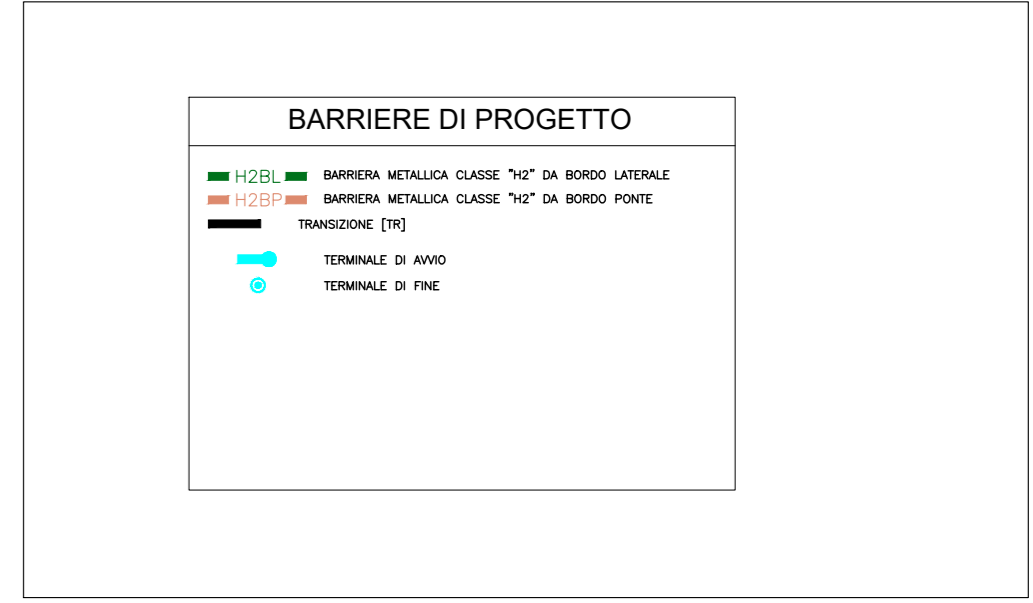 BARRIERE DI PROGETTO
H2BL BARRIERA METALLICA CLASSE "H2" DA BORDO LATERALE
H2BP BARRIERA METALLICA CLASSE "H2" DA BORDO PONTE
TRANSIZIONE [TR]
TERMINALE DI AVVIO
TERMINALE DI FINE